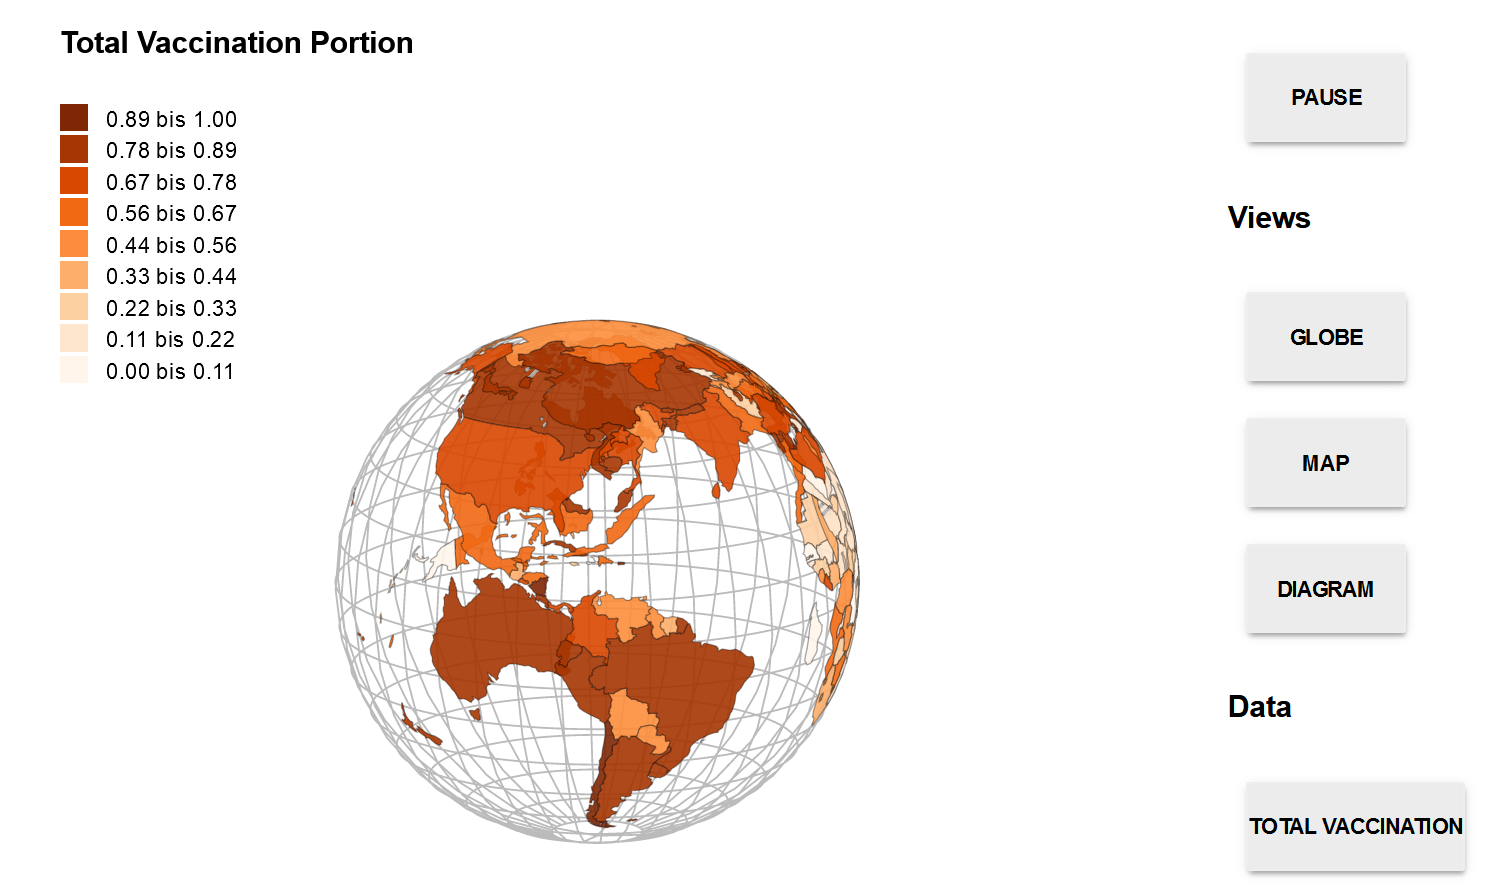 Total Vaccination Portion
0.89 bis 1.00
0.78 bis 0.89
0.67 bis 0.78
0.56 bis 0.67
0.44 bis 0.56
0.33 bis 0.44
0.22 bis 0.33
0.11 bis 0.22
0.00 bis 0.11
PAUSE
Views
GLOBE
MAP
DIAGRAM
Data
TOTAL VACCINATION